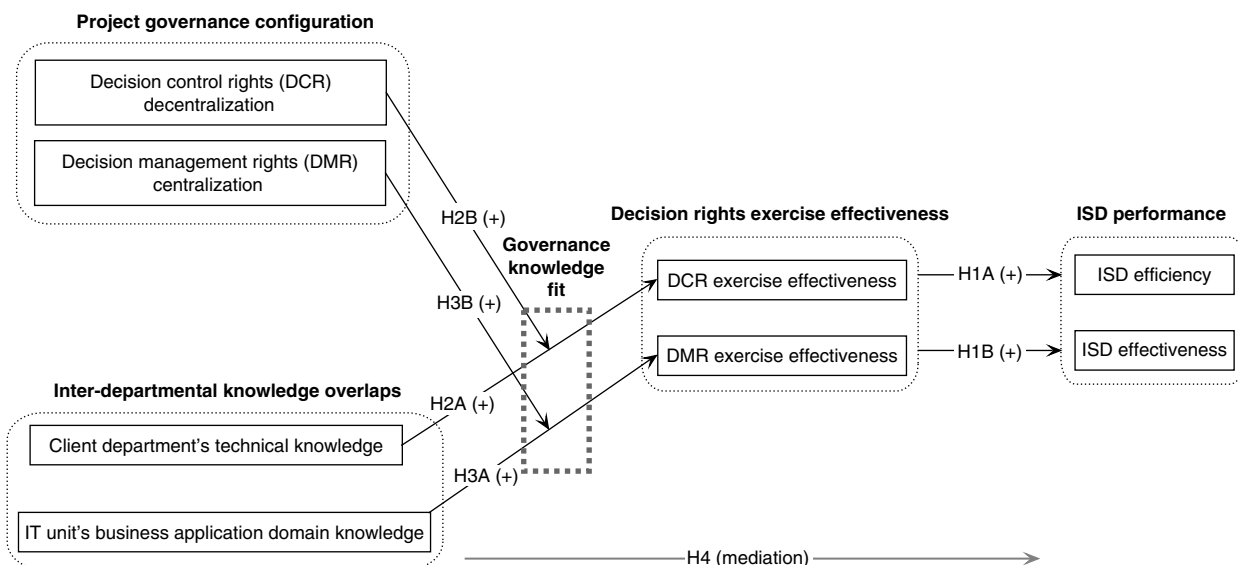 Project governance configuration
Decision control rights (DCR)
decentralization
Decision management rights (DMR)
centralization
H2B (+)
H3B (+)
Governance
knowledge
fit
Decision rights exercise effectiveness
DCR exercise effectiveness
DMR exercise effectiveness
H1A (+)
H1B (+)
ISD performance
ISD efficiency
ISD effectiveness
Inter-departmental knowledge overlaps
H2A (+)
Client department's technical knowledge
H3A (+)
IT unit's business application domain knowledge
H4 (mediation)